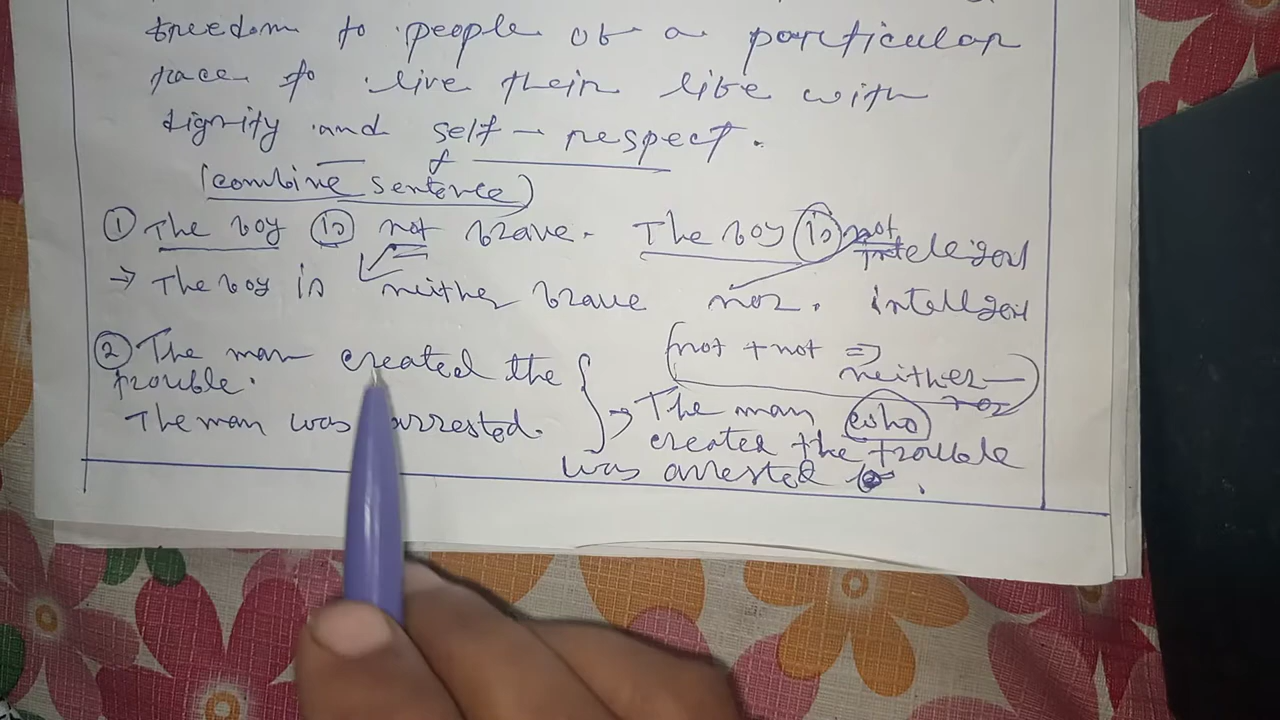 freedom to people of a particular
race to live their life with
dignity and self-respect.
(combine sentence)
① The boy is not brave. The boy is not intelegent
→ The boy is neither brave nor. intellgent
② The man created the
trouble.
The man was arrested.
(not + not ⇒
neither—
nor)
→ The man who
created the trouble
was arrested .